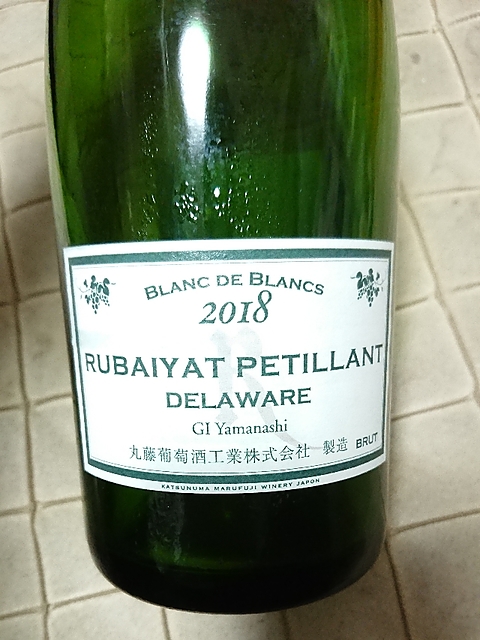 BLANC DE BLANCS
2018
RUBAIYAT PETILLANT
DELAWARE
GI Yamanashi
丸藤葡萄酒工業株式会社 製造 BRUT
KATSUNUMA MARUFUJI WINERY JAPON